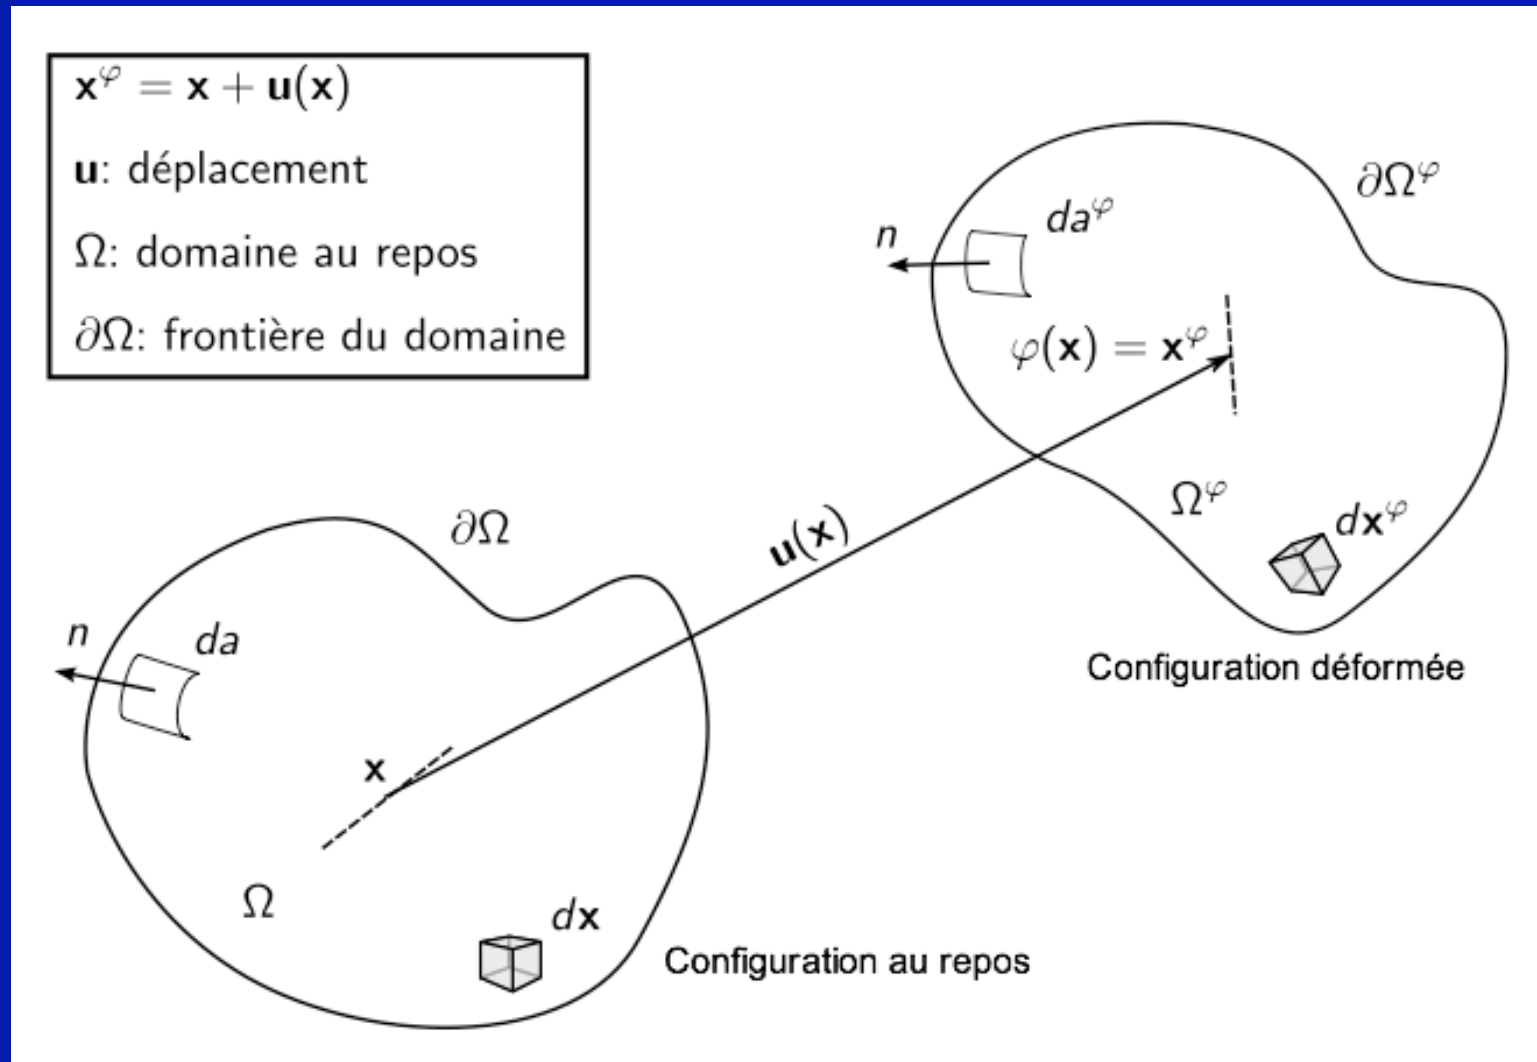 x^φ = x + u(x)
u: déplacement
Ω: domaine au repos
∂Ω: frontière du domaine
∂Ω^φ
da^φ
n
φ(x) = x^φ
Ω^φ
dx^φ
u(x)
Configuration déformée
∂Ω
n
da
x
Ω
dx
Configuration au repos